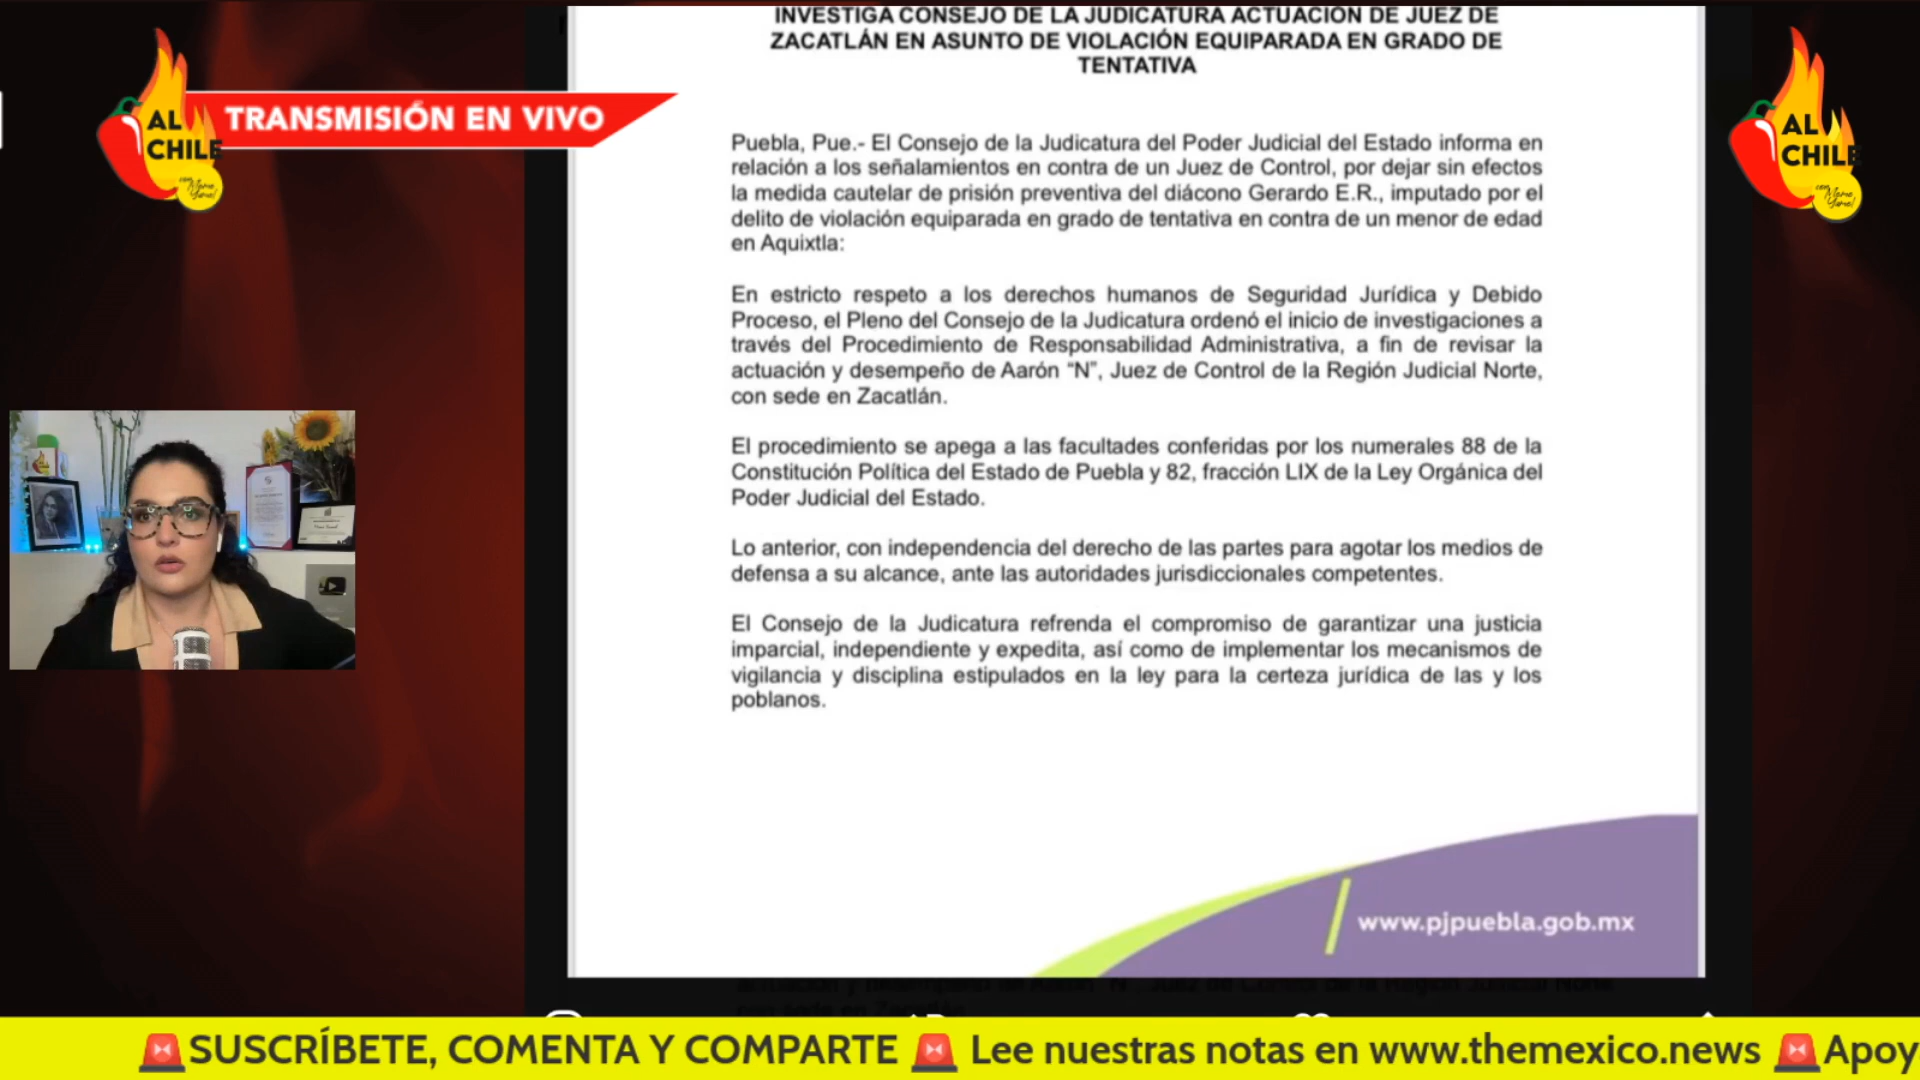 INVESTIGA CONSEJO DE LA JUDICATURA ACTUACIÓN DE JUEZ DE
ZACATLÁN EN ASUNTO DE VIOLACIÓN EQUIPARADA EN GRADO DE
TENTATIVA
AL
CHILE
TRANSMISIÓN EN VIVO
AL
CHILE
Puebla, Pue.- El Consejo de la Judicatura del Poder Judicial del Estado informa en
relación a los señalamientos en contra de un Juez de Control, por dejar sin efectos
la medida cautelar de prisión preventiva del diácono Gerardo E.R., imputado por el
delito de violación equiparada en grado de tentativa en contra de un menor de edad
en Aquixtla:
En estricto respeto a los derechos humanos de Seguridad Jurídica y Debido
Proceso, el Pleno del Consejo de la Judicatura ordenó el inicio de investigaciones a
través del Procedimiento de Responsabilidad Administrativa, a fin de revisar la
actuación y desempeño de Aarón “N”, Juez de Control de la Región Judicial Norte,
con sede en Zacatlán.
El procedimiento se apega a las facultades conferidas por los numerales 88 de la
Constitución Política del Estado de Puebla y 82, fracción LIX de la Ley Orgánica del
Poder Judicial del Estado.
Lo anterior, con independencia del derecho de las partes para agotar los medios de
defensa a su alcance, ante las autoridades jurisdiccionales competentes.
El Consejo de la Judicatura refrenda el compromiso de garantizar una justicia
imparcial, independiente y expedita, así como de implementar los mecanismos de
vigilancia y disciplina estipulados en la ley para la certeza jurídica de las y los
poblanos.
www.pjpuebla.gob.mx
SUSCRÍBETE, COMENTA Y COMPARTE Lee nuestras notas en www.themexico.news Apoy